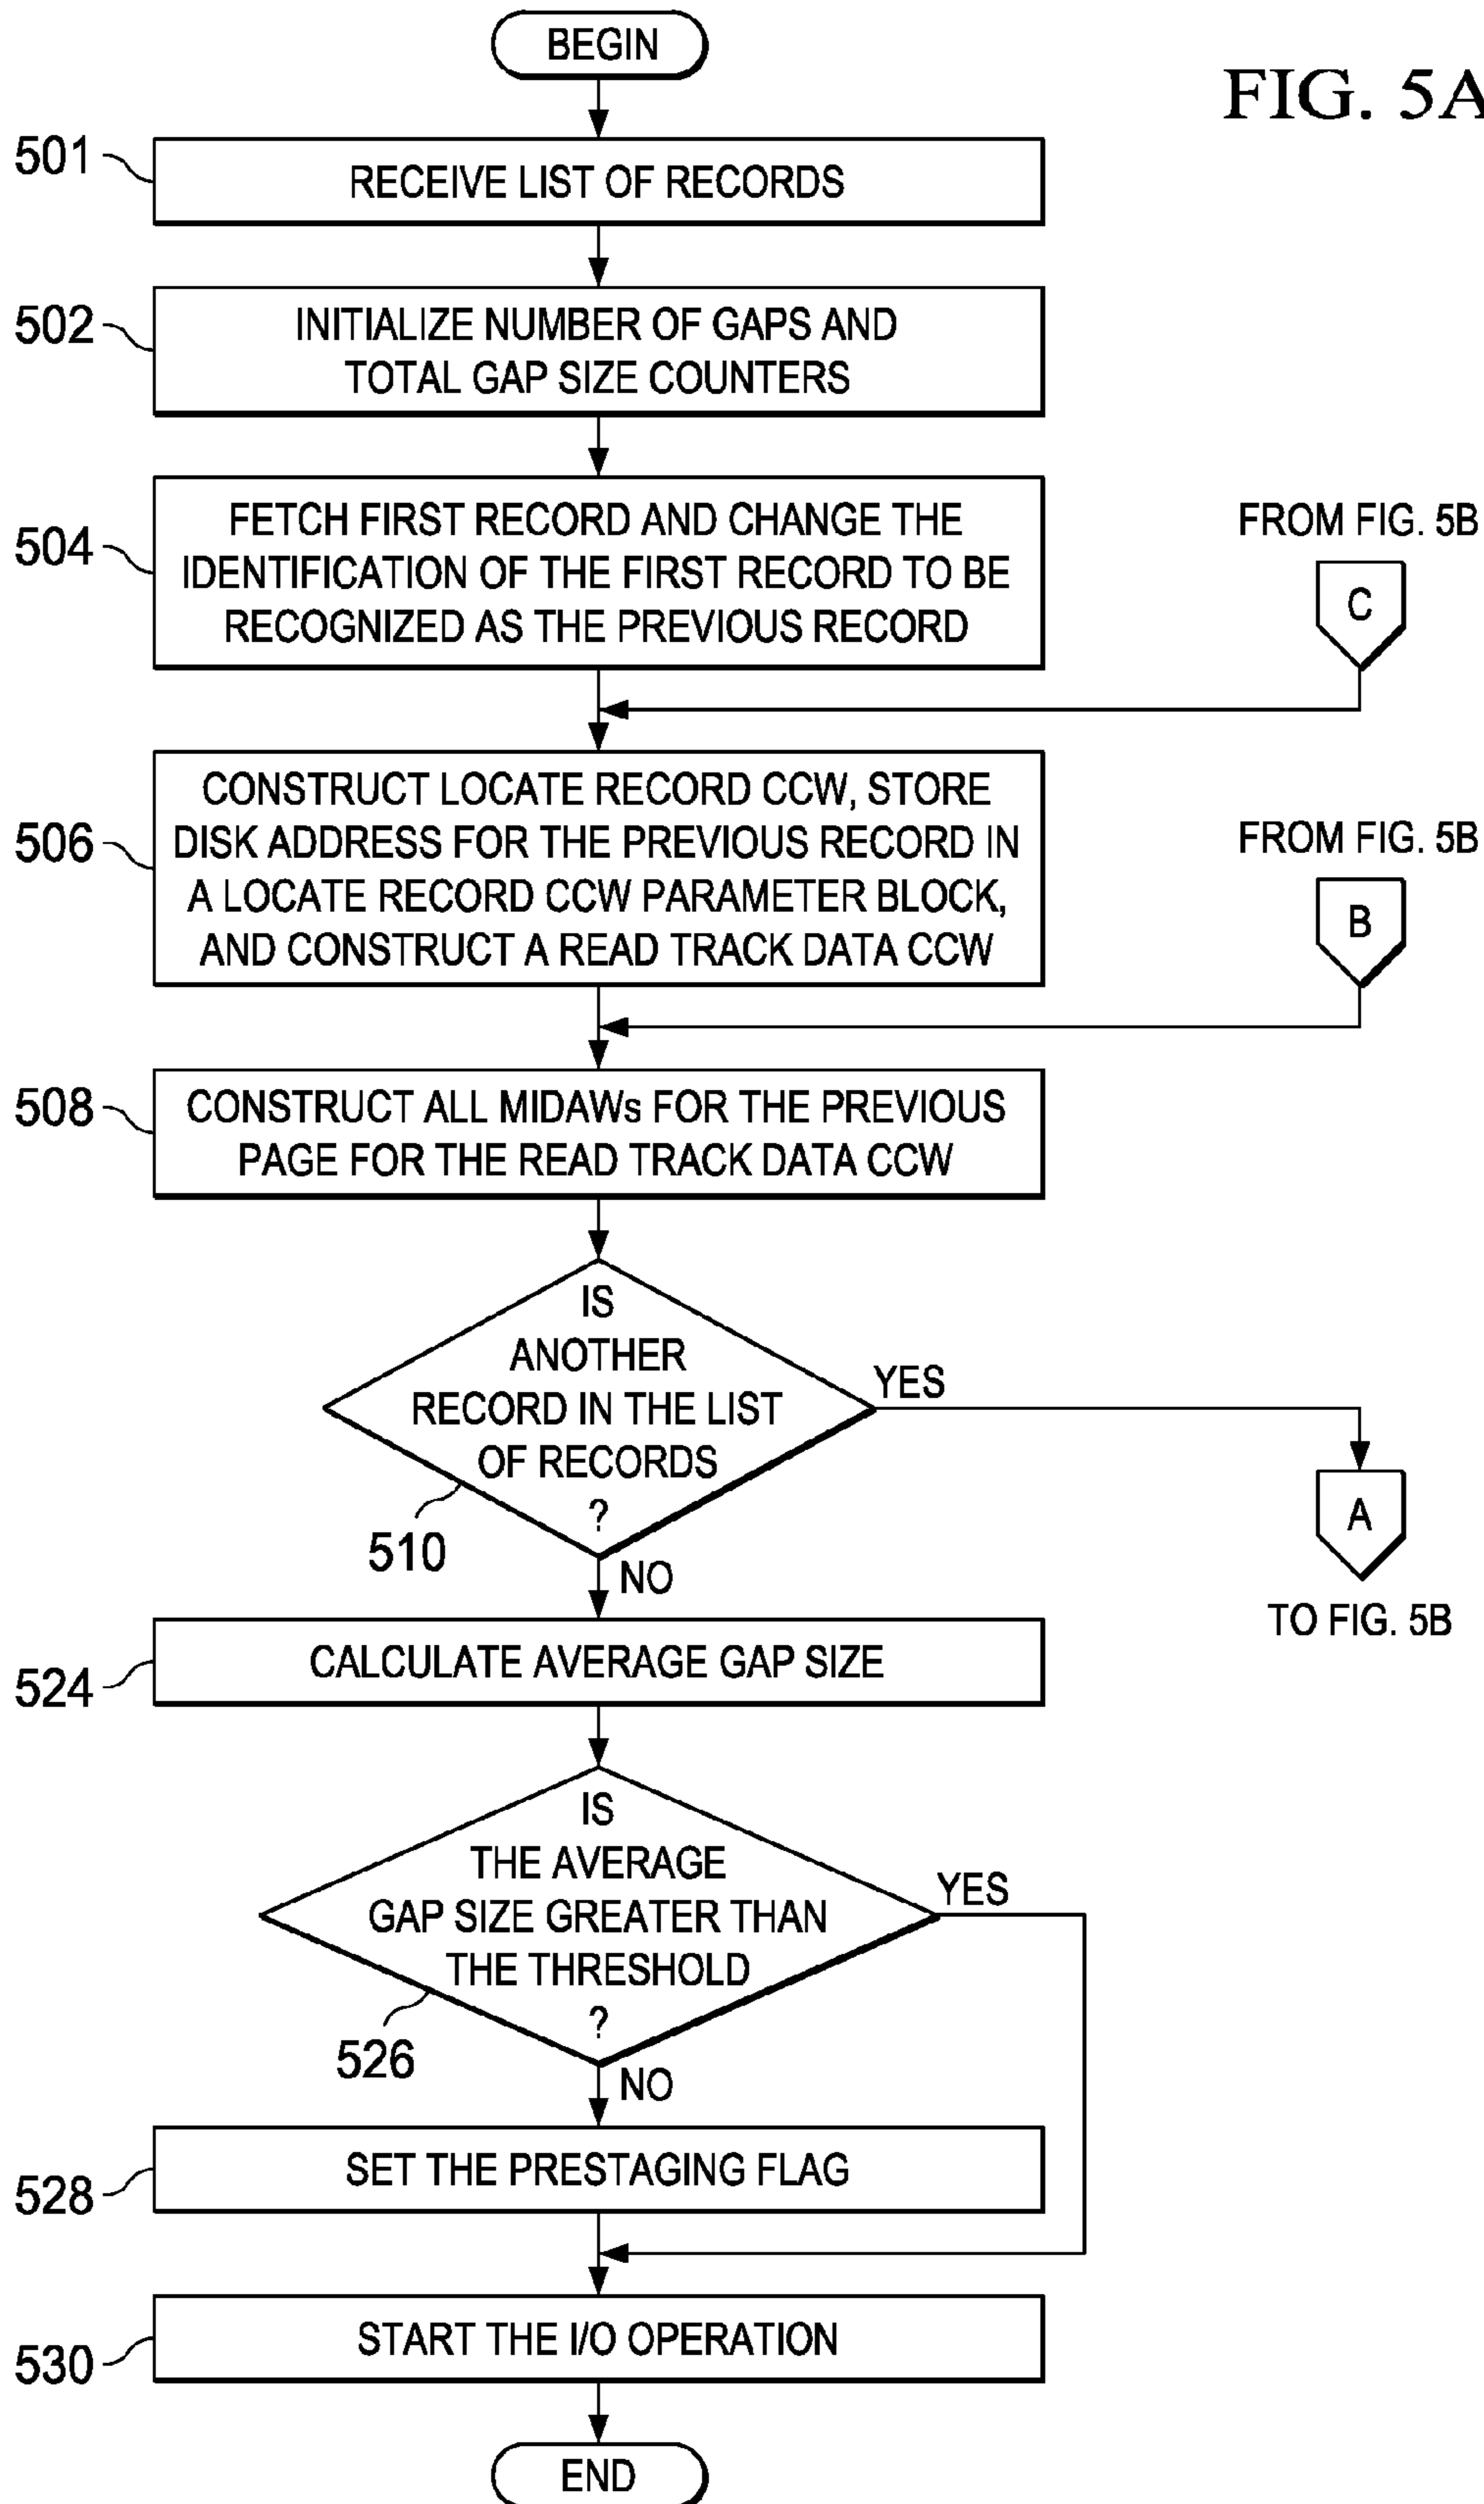 BEGIN
FIG. 5A
501
RECEIVE LIST OF RECORDS
502
INITIALIZE NUMBER OF GAPS AND
TOTAL GAP SIZE COUNTERS
504
FETCH FIRST RECORD AND CHANGE THE
IDENTIFICATION OF THE FIRST RECORD TO BE
RECOGNIZED AS THE PREVIOUS RECORD
FROM FIG. 5B
C
506
CONSTRUCT LOCATE RECORD CCW, STORE
DISK ADDRESS FOR THE PREVIOUS RECORD IN
A LOCATE RECORD CCW PARAMETER BLOCK,
AND CONSTRUCT A READ TRACK DATA CCW
FROM FIG. 5B
B
508
CONSTRUCT ALL MIDAWs FOR THE PREVIOUS
PAGE FOR THE READ TRACK DATA CCW
IS
ANOTHER
RECORD IN THE LIST
OF RECORDS
?
YES
510
NO
A
TO FIG. 5B
524
CALCULATE AVERAGE GAP SIZE
IS
THE AVERAGE
GAP SIZE GREATER THAN
THE THRESHOLD
?
YES
526
NO
528
SET THE PRESTAGING FLAG
530
START THE I/O OPERATION
END